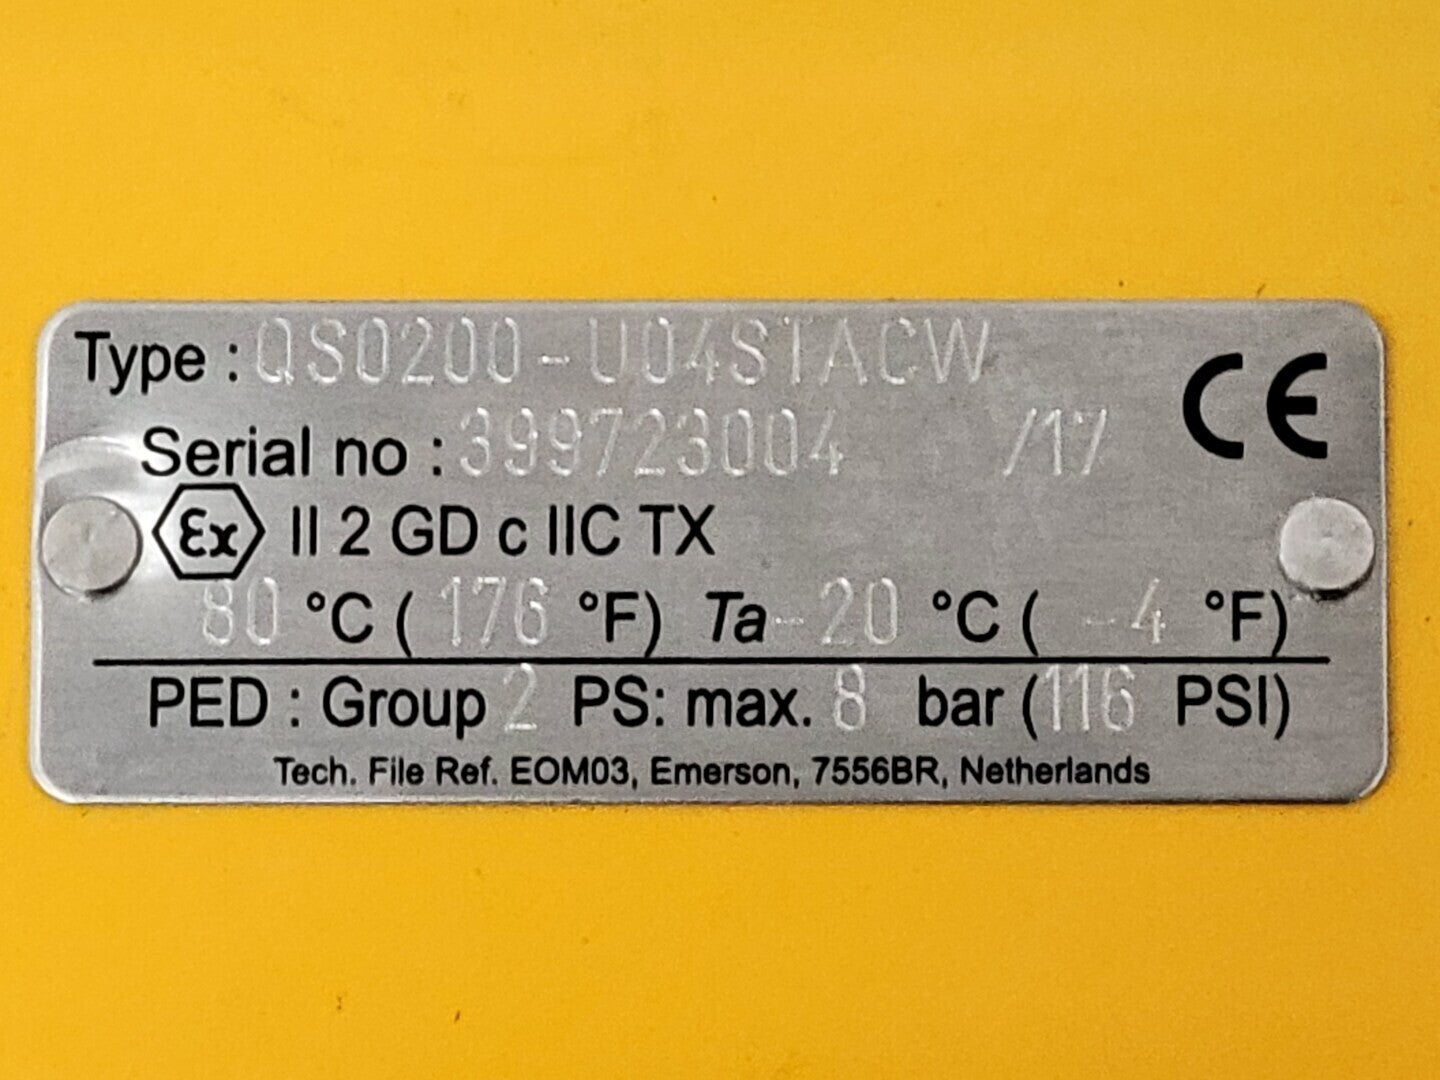 Type : QS0200-U04STACW
CE
Serial no : 399723004 /17
Ex II 2 GD c IIC TX
80 °C ( 176 °F) Ta -20 °C ( -4 °F)
PED : Group 2 PS: max. 8 bar (116 PSI)
Tech. File Ref. EOM03, Emerson, 7556BR, Netherlands